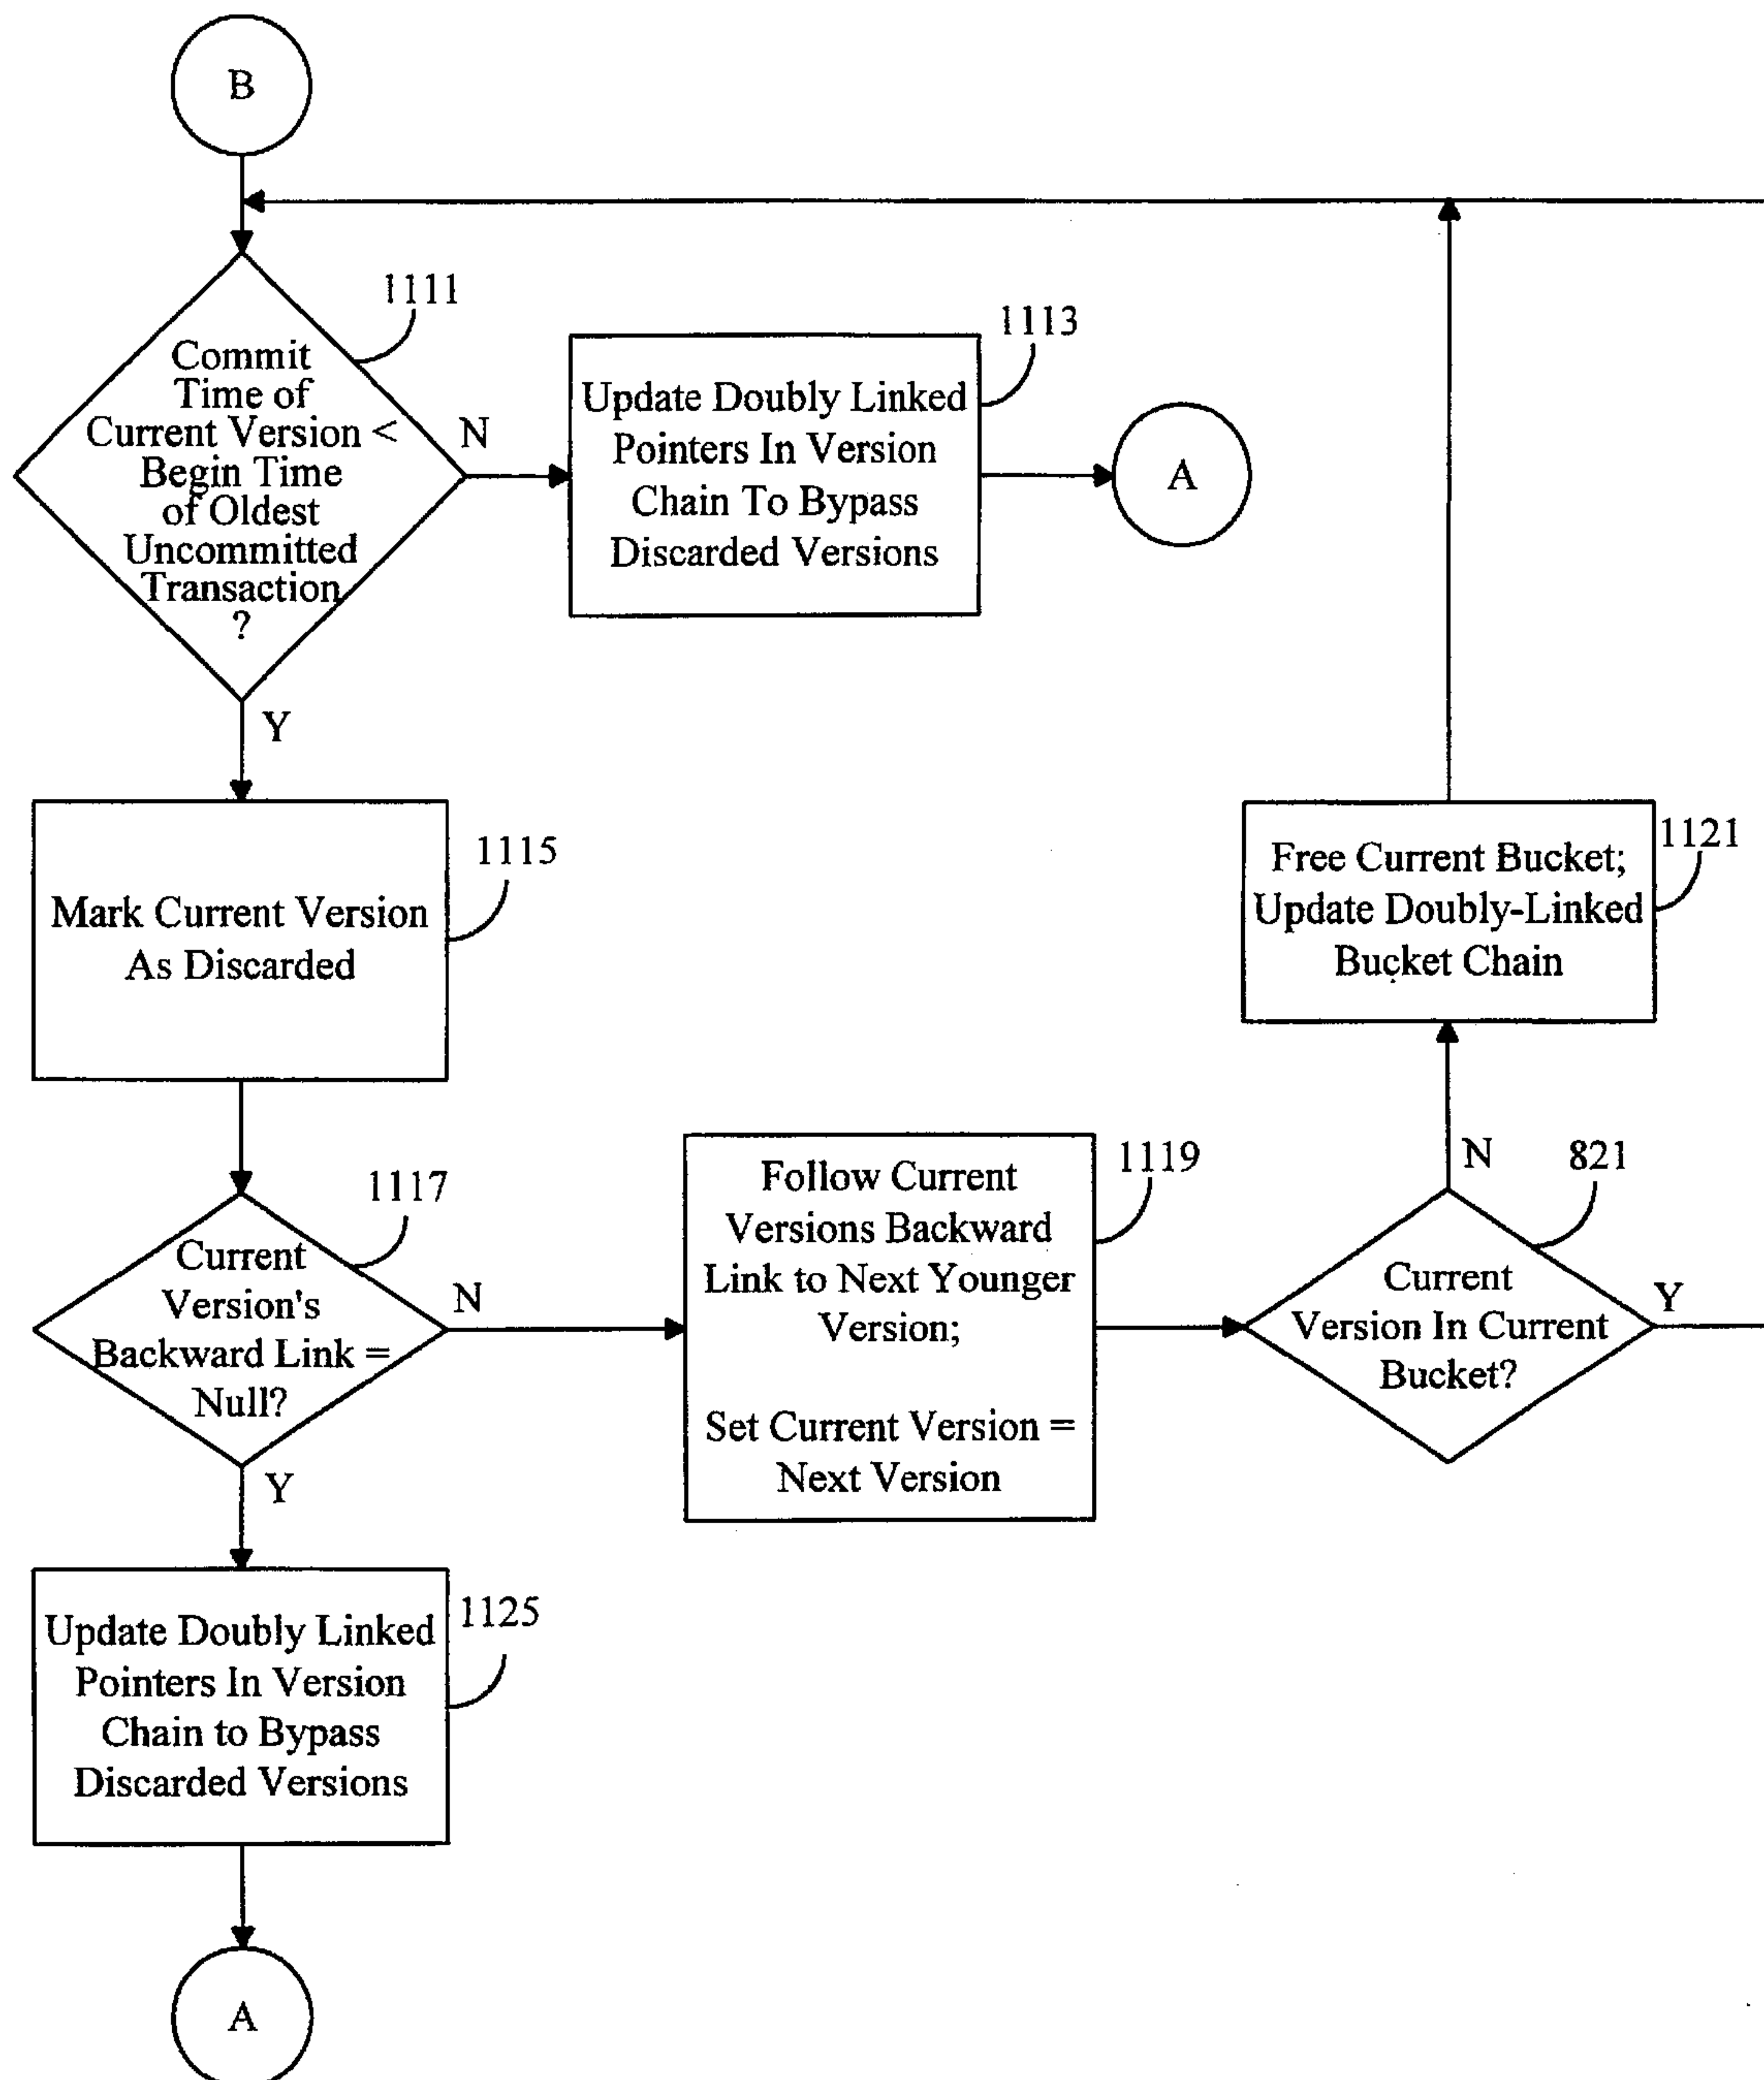 B
1111
Commit
Time of
Current Version <
Begin Time
of Oldest
Uncommitted
Transaction
?
N
Y
1113
Update Doubly Linked
Pointers In Version
Chain To Bypass
Discarded Versions
A
1115
Mark Current Version
As Discarded
1117
Current
Version's
Backward Link =
Null?
N
Y
1119
Follow Current
Versions Backward
Link to Next Younger
Version;
Set Current Version =
Next Version
821
Current
Version In Current
Bucket?
N
Y
1121
Free Current Bucket;
Update Doubly-Linked
Bucket Chain
1125
Update Doubly Linked
Pointers In Version
Chain to Bypass
Discarded Versions
A